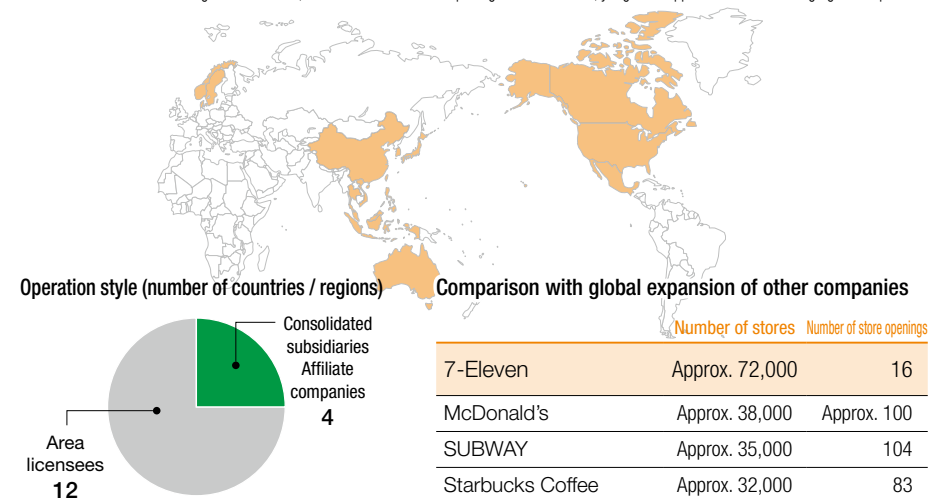 Operation style (number of countries / regions)
Consolidated
subsidiaries
Affiliate
companies
4
Area
licensees
12
Comparison with global expansion of other companies
Number of stores Number of store openings
7-Eleven Approx. 72,000 16
McDonald's Approx. 38,000 Approx. 100
SUBWAY Approx. 35,000 104
Starbucks Coffee Approx. 32,000 83